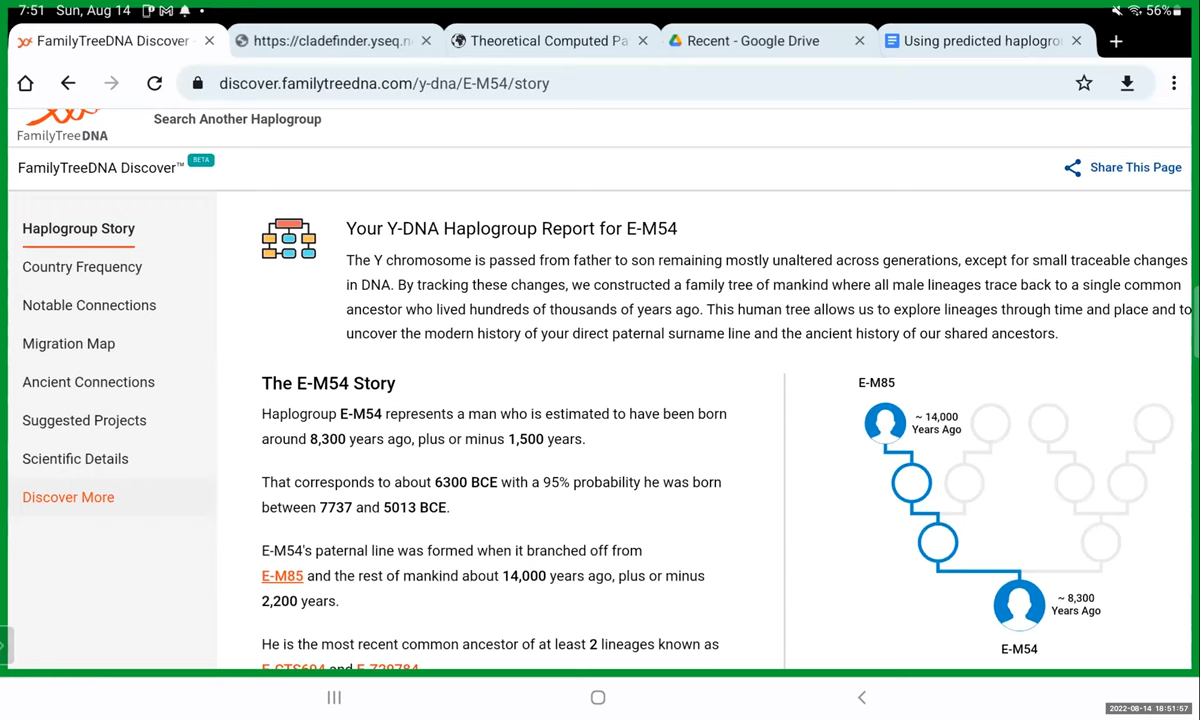 7:51 Sun, Aug 14 56%
FamilyTreeDNA Discover
https://cladefinder.yseq.n
Theoretical Computed Pa
Recent - Google Drive
Using predicted haplogro
discover.familytreedna.com/y-dna/E-M54/story
FamilyTreeDNA
Search Another Haplogroup
FamilyTreeDNA Discover™ BETA
Share This Page
Haplogroup Story
Country Frequency
Notable Connections
Migration Map
Ancient Connections
Suggested Projects
Scientific Details
Discover More
Your Y-DNA Haplogroup Report for E-M54
The Y chromosome is passed from father to son remaining mostly unaltered across generations, except for small traceable changes
in DNA. By tracking these changes, we constructed a family tree of mankind where all male lineages trace back to a single common
ancestor who lived hundreds of thousands of years ago. This human tree allows us to explore lineages through time and place and to
uncover the modern history of your direct paternal surname line and the ancient history of our shared ancestors.
The E-M54 Story
Haplogroup E-M54 represents a man who is estimated to have been born
around 8,300 years ago, plus or minus 1,500 years.
That corresponds to about 6300 BCE with a 95% probability he was born
between 7737 and 5013 BCE.
E-M54's paternal line was formed when it branched off from
E-M85 and the rest of mankind about 14,000 years ago, plus or minus
2,200 years.
He is the most recent common ancestor of at least 2 lineages known as
E-CTS604 and E-Z29784
E-M85
~ 14,000
Years Ago
~ 8,300
Years Ago
E-M54
2022-08-14 18:51:57